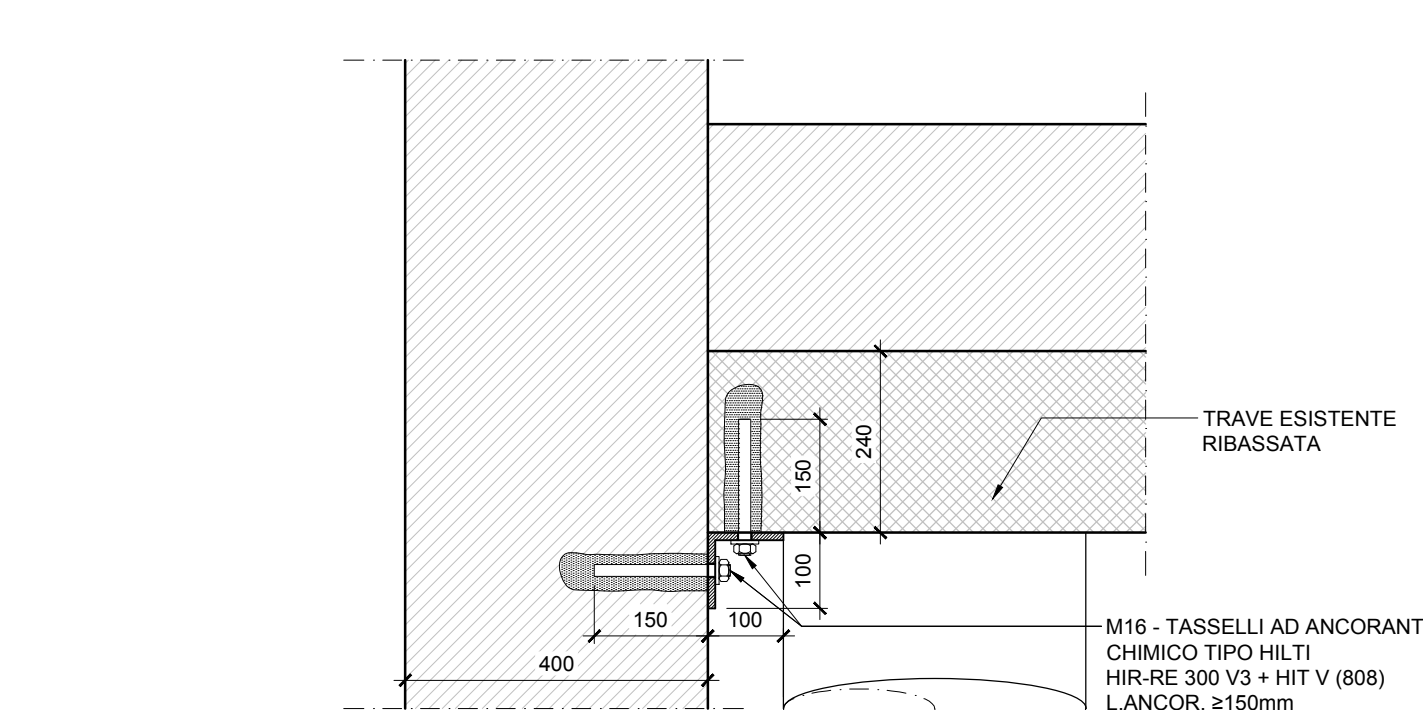 TRAVE ESISTENTE
RIBASSATA
240
150
100
150
100
400
M16 - TASSELLI AD ANCORANT
CHIMICO TIPO HILTI
HIR-RE 300 V3 + HIT V (808)
L.ANCOR. ≥150mm